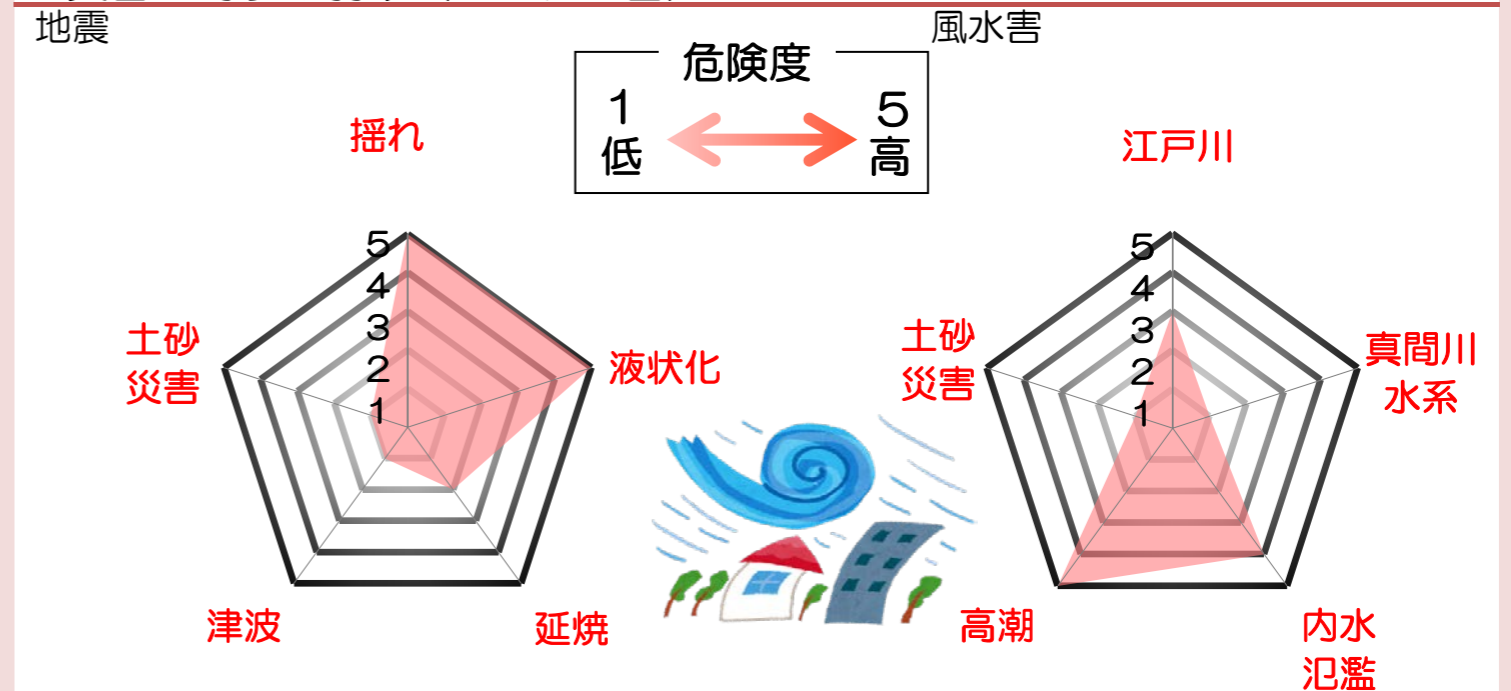 地震
風水害
危険度
1
低
5
高
揺れ
5
4
3
2
1
土砂
災害
液状化
津波
延焼
江戸川
5
4
3
2
1
土砂
災害
真間川
水系
高潮
内水
氾濫